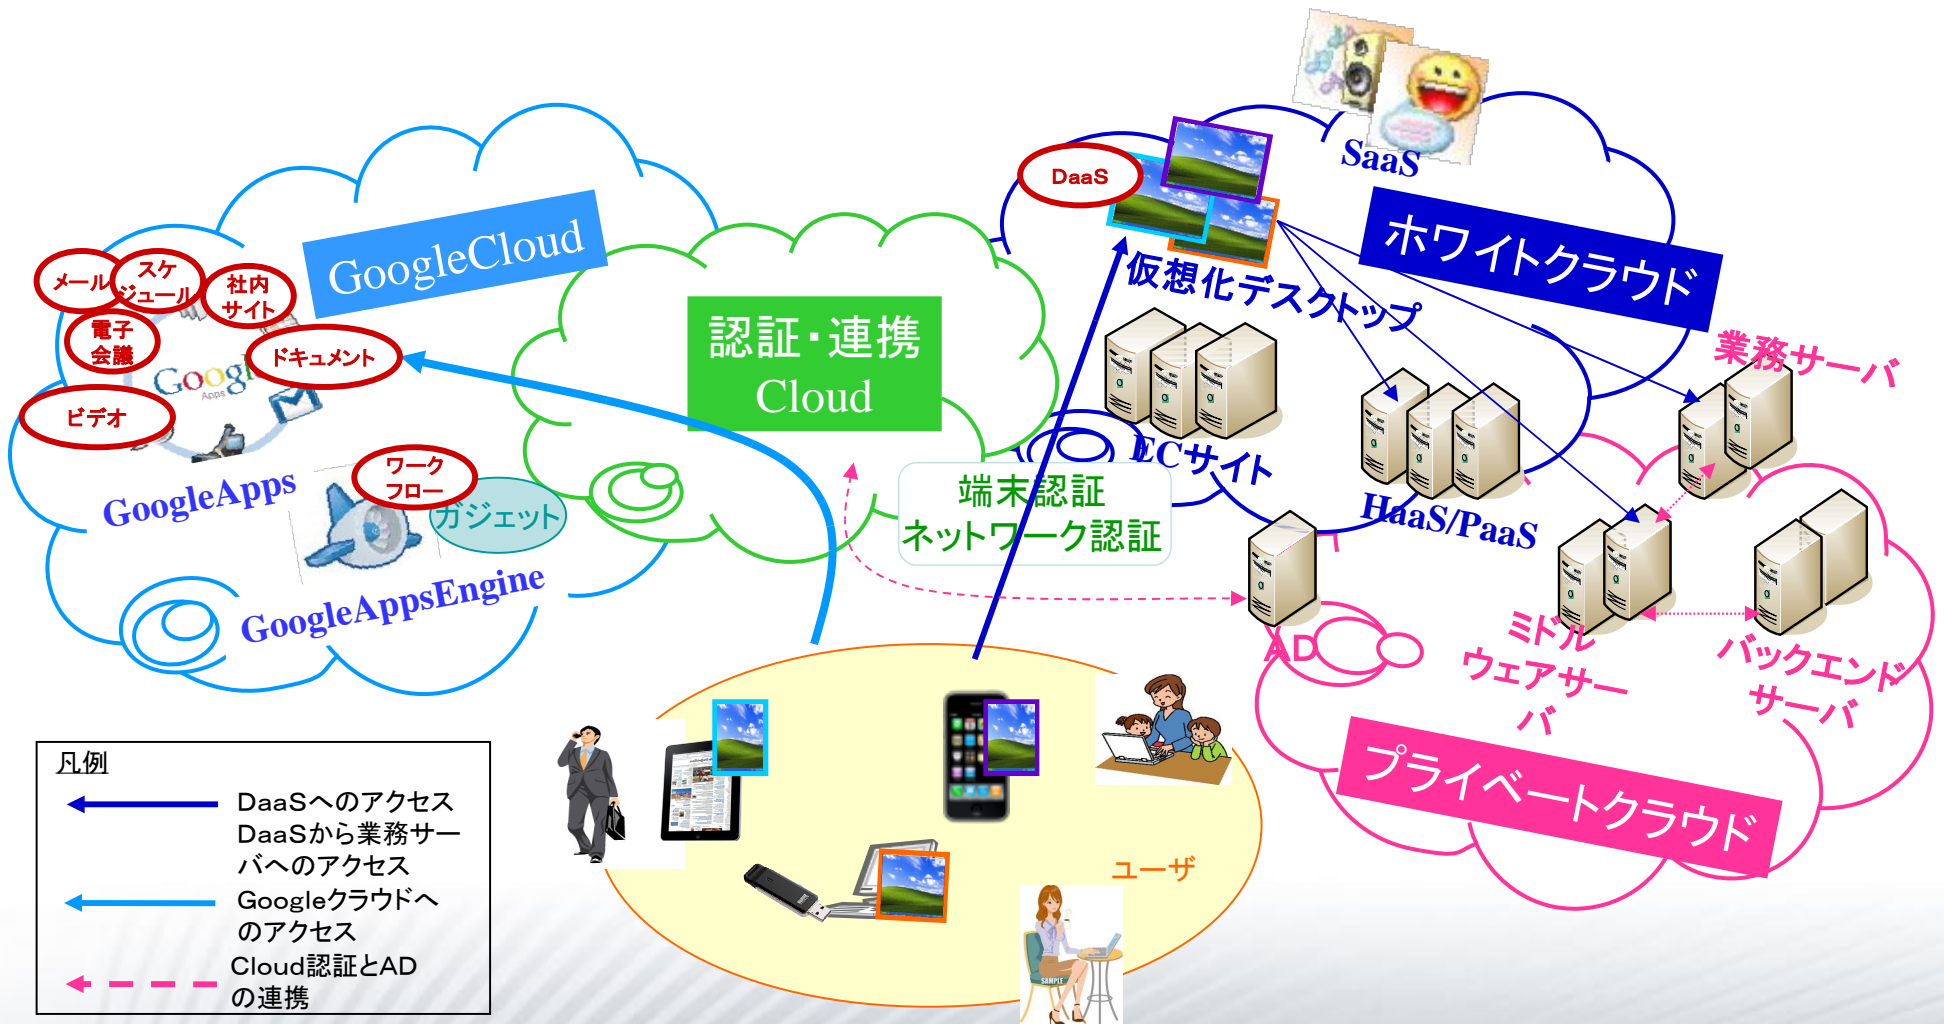 SaaS
DaaS
ホワイトクラウド
仮想化デスクトップ
GoogleCloud
メール
スケ
ジュール
社内
サイト
電子
会議
ドキュメント
Google
Apps
ビデオ
認証・連携
Cloud
業務サーバ
ワーク
フロー
GoogleApps
ガジェット
ECサイト
端末認証
ネットワーク認証
HaaS/PaaS
GoogleAppsEngine
AD
ミドル
ウェアサー
バ
バックエンド
サーバ
プライベートクラウド
ユーザ
SAMPLE
凡例
DaaSへのアクセス
DaaSから業務サー
バへのアクセス
Googleクラウドへ
のアクセス
Cloud認証とAD
の連携